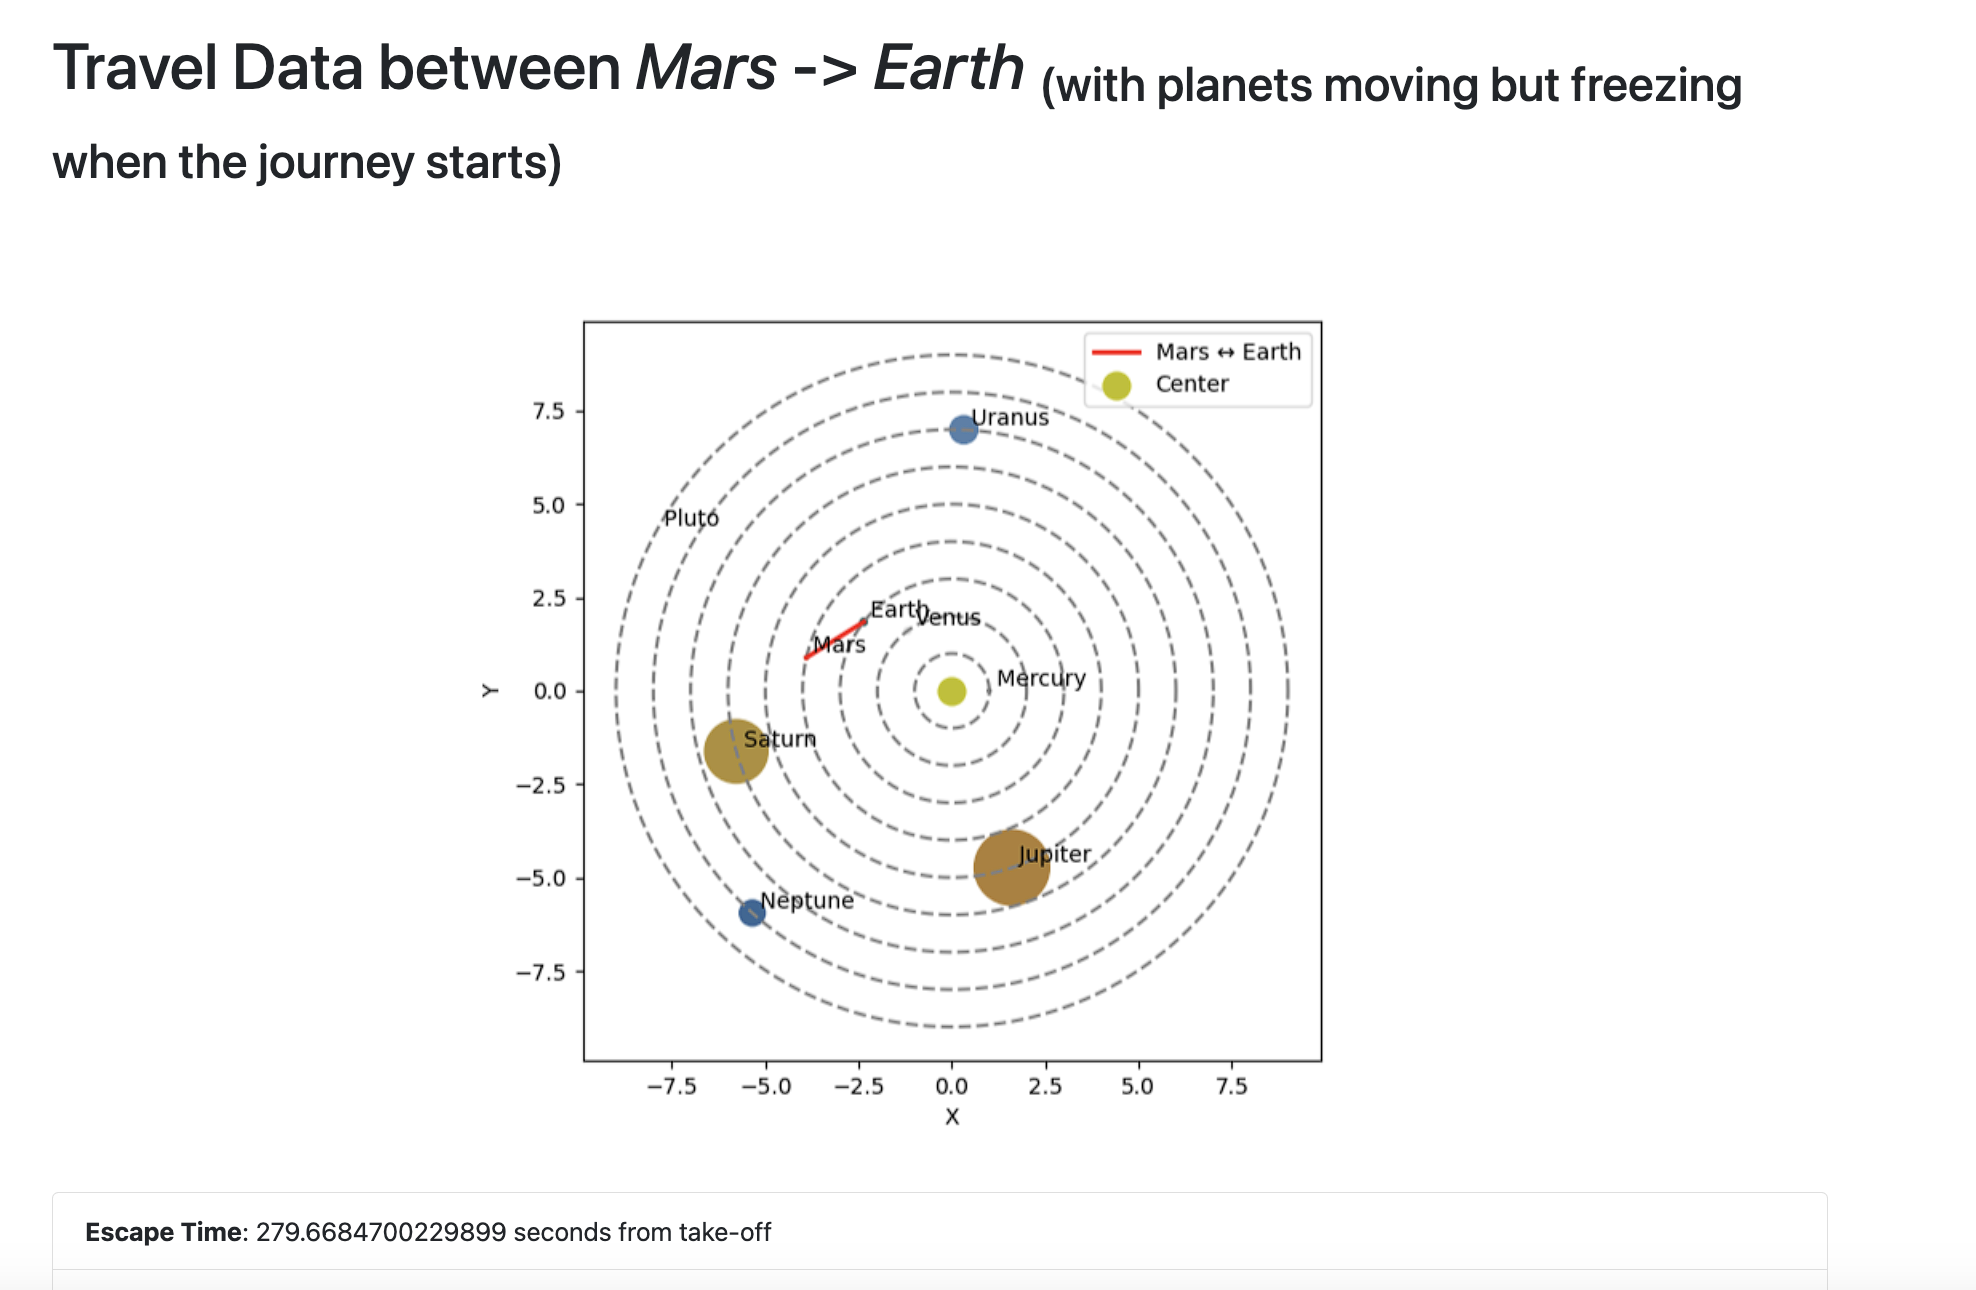 Travel Data between Mars -> Earth (with planets moving but freezing
when the journey starts)
Mars ↔ Earth
Center
7.5
Uranus
5.0
Pluto
2.5
Earth
Venus
Mars
Mercury
Y
0.0
Saturn
−2.5
Jupiter
−5.0
Neptune
−7.5
−7.5 −5.0 −2.5 0.0 2.5 5.0 7.5
X
Escape Time: 279.6684700229899 seconds from take-off